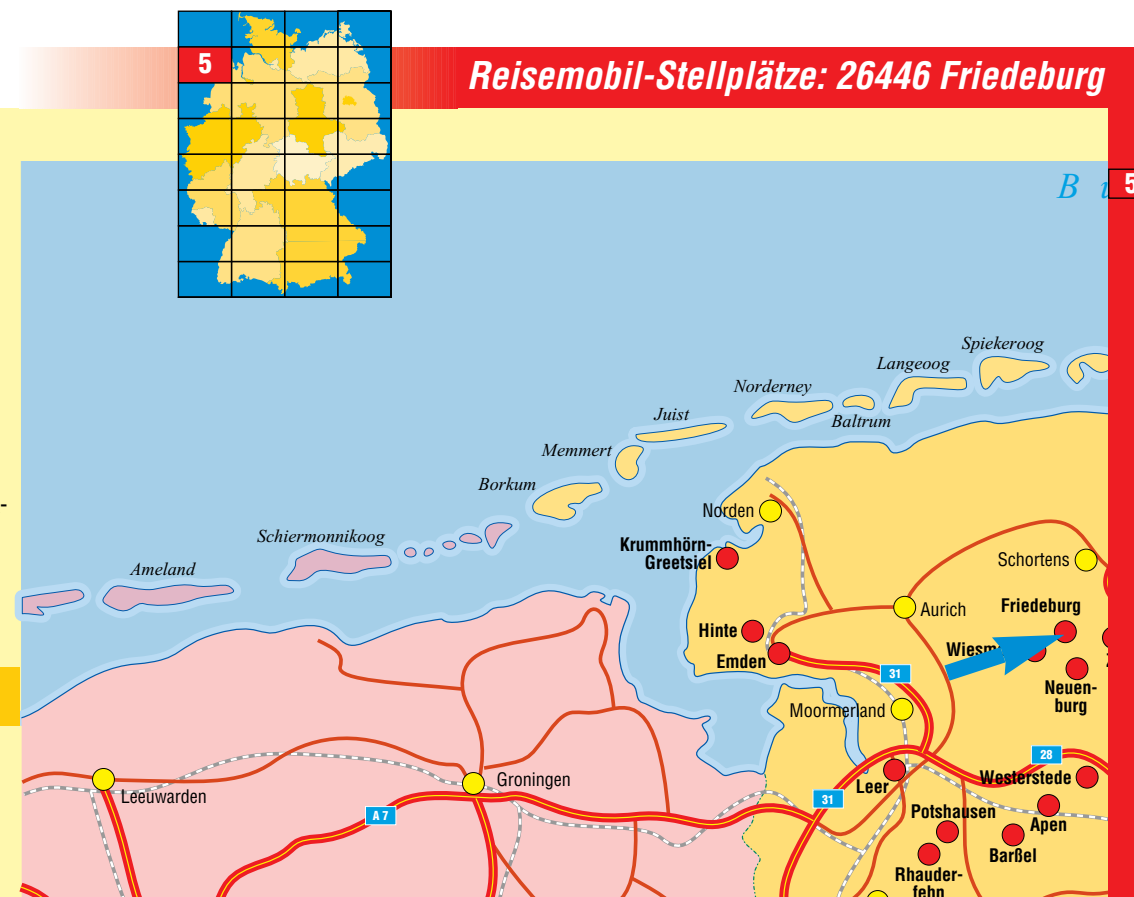 5
Reisemobil-Stellplätze: 26446 Friedeburg
B
5
Spiekeroog
Langeoog
Norderney
Baltrum
Juist
Memmert
Borkum
Schiermonnikoog
Ameland
Norden
Krummhörn-
Greetsiel
Schortens
Aurich
Friedeburg
Hinte
Emden
31
Neuen-
burg
Moormerland
28
Westerstede
Leer
31
Groningen
Leeuwarden
A 7
Potshausen
Apen
Barßel
Rhauder-
fehn